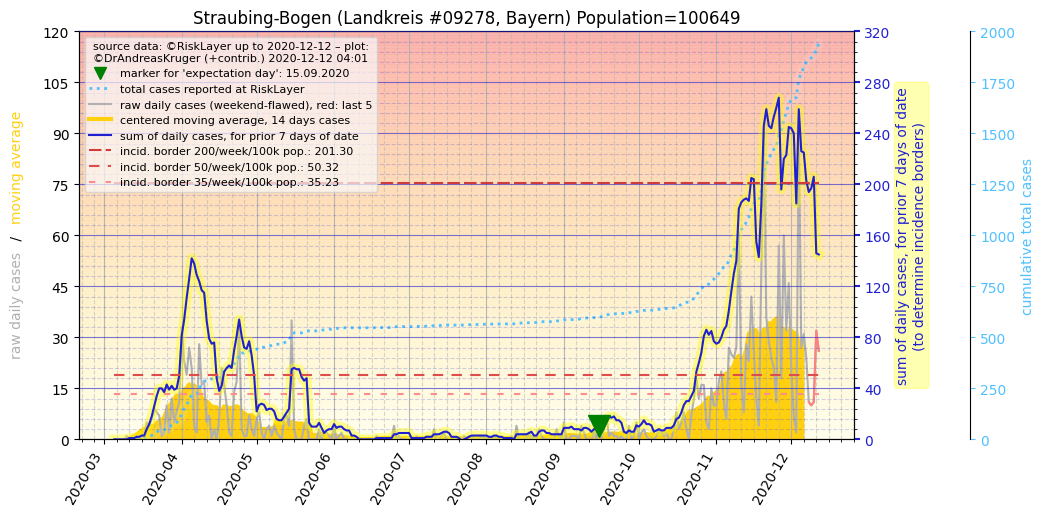 Straubing-Bogen (Landkreis #09278, Bayern) Population=100649
source data: ©RiskLayer up to 2020-12-12 – plot:
©DrAndreasKruger (+contrib.) 2020-12-12 04:01
marker for 'expectation day': 15.09.2020
total cases reported at RiskLayer
raw daily cases (weekend-flawed), red: last 5
centered moving average, 14 days cases
sum of daily cases, for prior 7 days of date
incid. border 200/week/100k pop.: 201.30
incid. border 50/week/100k pop.: 50.32
incid. border 35/week/100k pop.: 35.23
raw daily cases / moving average
120
105
90
75
60
45
30
15
0
2020-03
2020-04
2020-05
2020-06
2020-07
2020-08
2020-09
2020-10
2020-11
2020-12
320
280
240
200
160
120
80
40
0
sum of daily cases, for prior 7 days of date
(to determine incidence borders)
2000
1750
1500
1250
1000
750
500
250
0
cumulative total cases